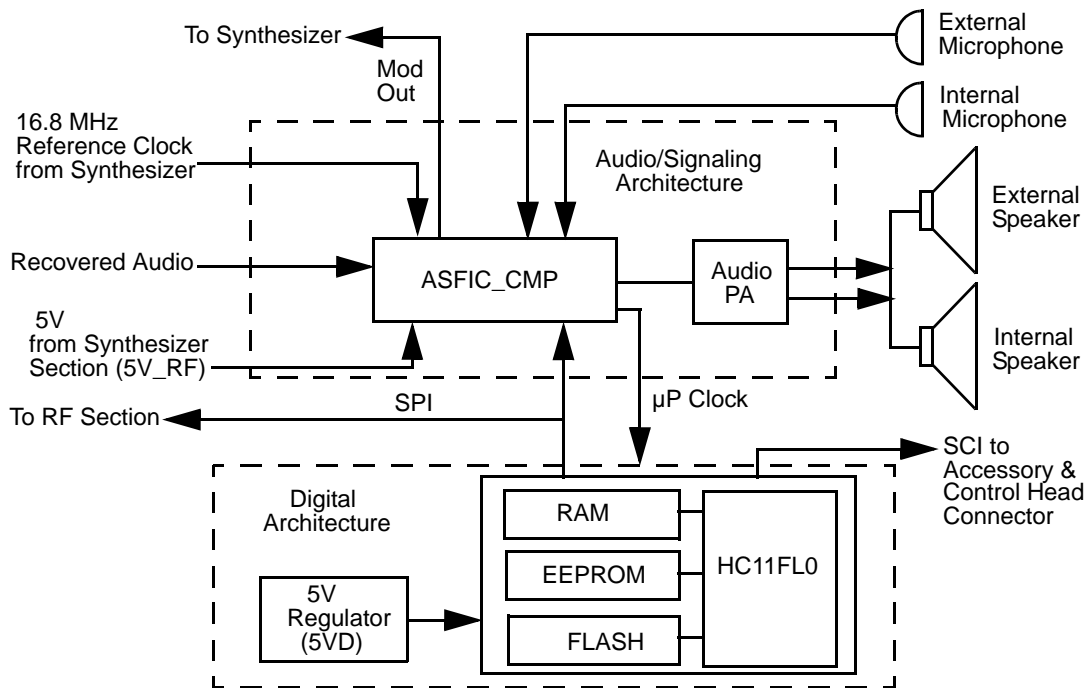 To Synthesizer
Mod
Out
External
Microphone
Internal
Microphone
16.8 MHz
Reference Clock
from Synthesizer
Audio/Signaling
Architecture
External
Speaker
Recovered Audio
ASFIC_CMP
Audio
PA
5V
from Synthesizer
Section (5V_RF)
Internal
Speaker
To RF Section
SPI
µP Clock
SCI to
Accessory &
Control Head
Connector
Digital
Architecture
RAM
EEPROM
FLASH
HC11FL0
5V
Regulator
(5VD)